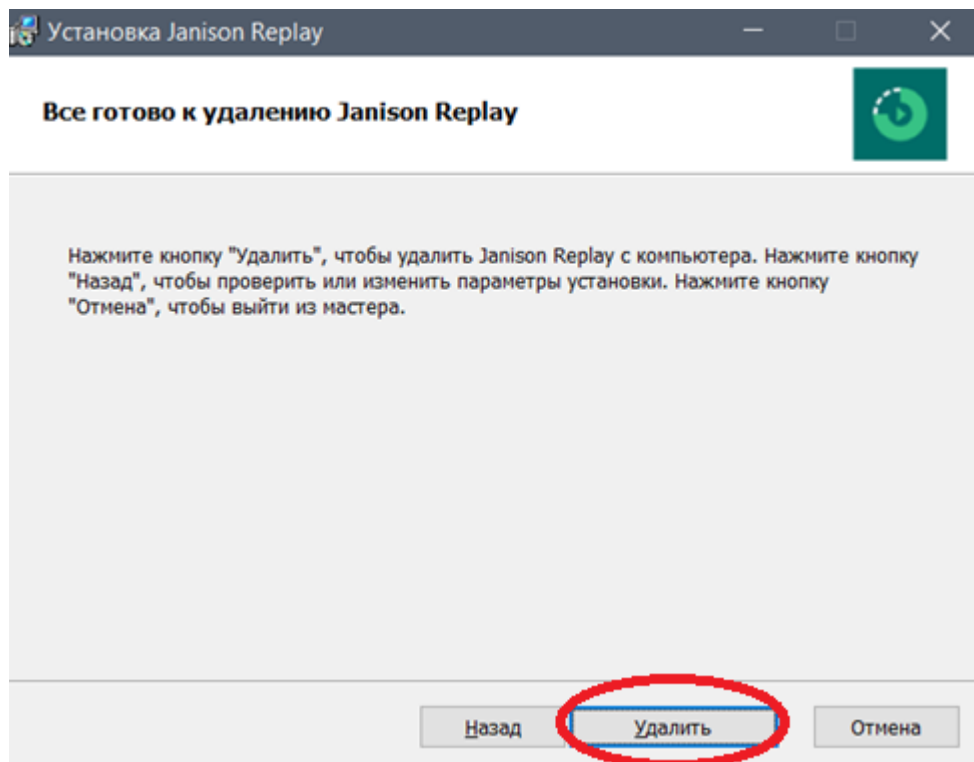 Установка Janison Replay
Все готово к удалению Janison Replay
Нажмите кнопку "Удалить", чтобы удалить Janison Replay с компьютера. Нажмите кнопку
"Назад", чтобы проверить или изменить параметры установки. Нажмите кнопку
"Отмена", чтобы выйти из мастера.
Назад Удалить Отмена